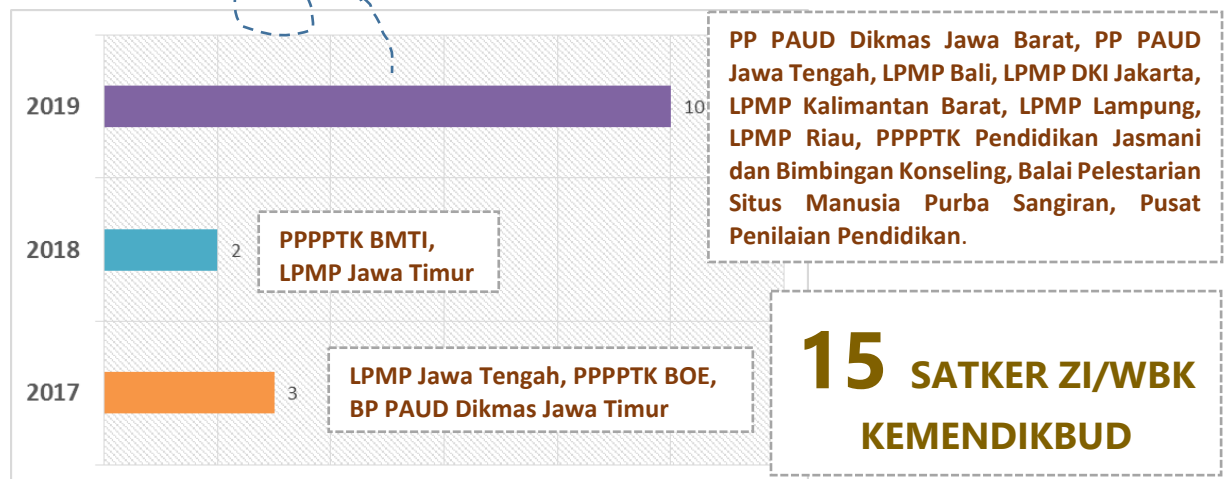 PP PAUD Dikmas Jawa Barat, PP PAUD
Jawa Tengah, LPMP Bali, LPMP DKI Jakarta,
LPMP Kalimantan Barat, LPMP Lampung,
LPMP Riau, PPPPTK Pendidikan Jasmani
dan Bimbingan Konseling, Balai Pelestarian
Situs Manusia Purba Sangiran, Pusat
Penilaian Pendidikan.
2019
10
2018
2
PPPPTK BMTI,
LPMP Jawa Timur
2017
3
LPMP Jawa Tengah, PPPPTK BOE,
BP PAUD Dikmas Jawa Timur
15 SATKER ZI/WBK
KEMENDIKBUD